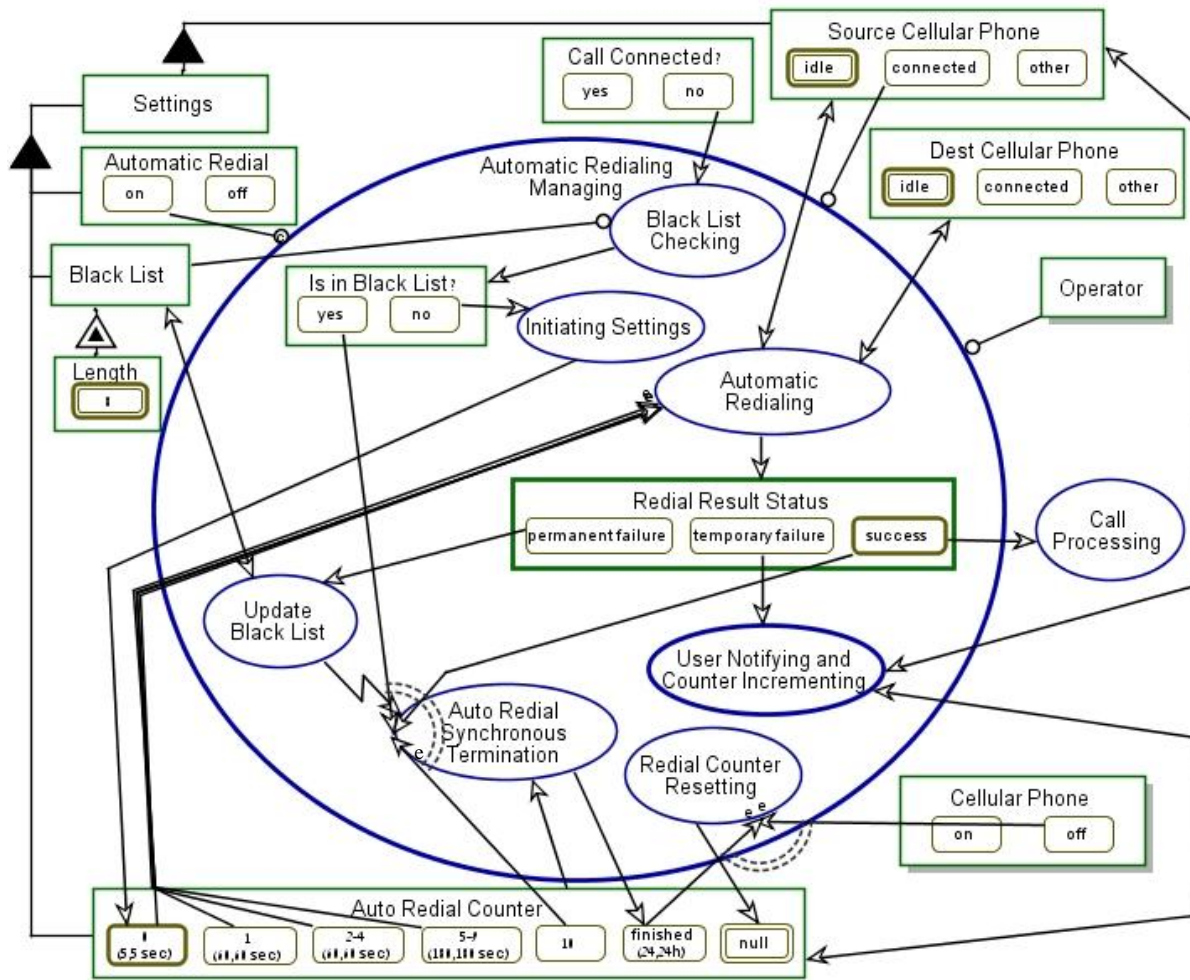 Source Cellular Phone
idle
connected
other
Call Connected?
yes
no
Settings
Dest Cellular Phone
idle
connected
other
Automatic Redial
on
off
Automatic Redialing
Managing
Black List
Checking
Black List
Is in Black List?
yes
no
Initiating Settings
Operator
Length
Automatic
Redialing
Redial Result Status
permanent failure
temporary failure
success
Call
Processing
Update
Black List
User Notifying and
Counter Incrementing
Auto Redial
Synchronous
Termination
e
Redial Counter
Resetting
e
e
Cellular Phone
on
off
Auto Redial Counter
1
2-4
finished
(24,24h)
null